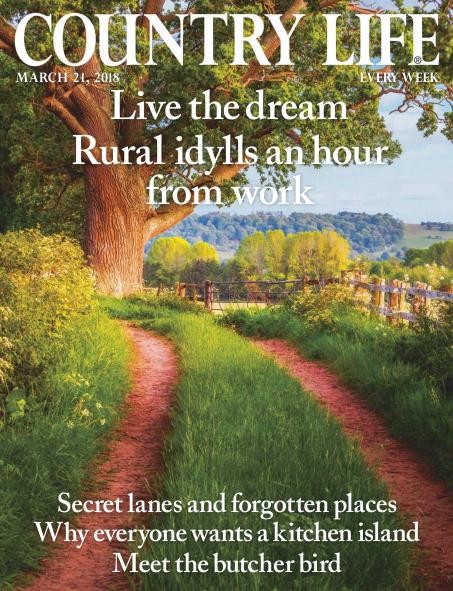 COUNTRY LIFE®
MARCH 21, 2018
EVERY WEEK
Live the dream
Rural idylls an hour
from work
Secret lanes and forgotten places
Why everyone wants a kitchen island
Meet the butcher bird